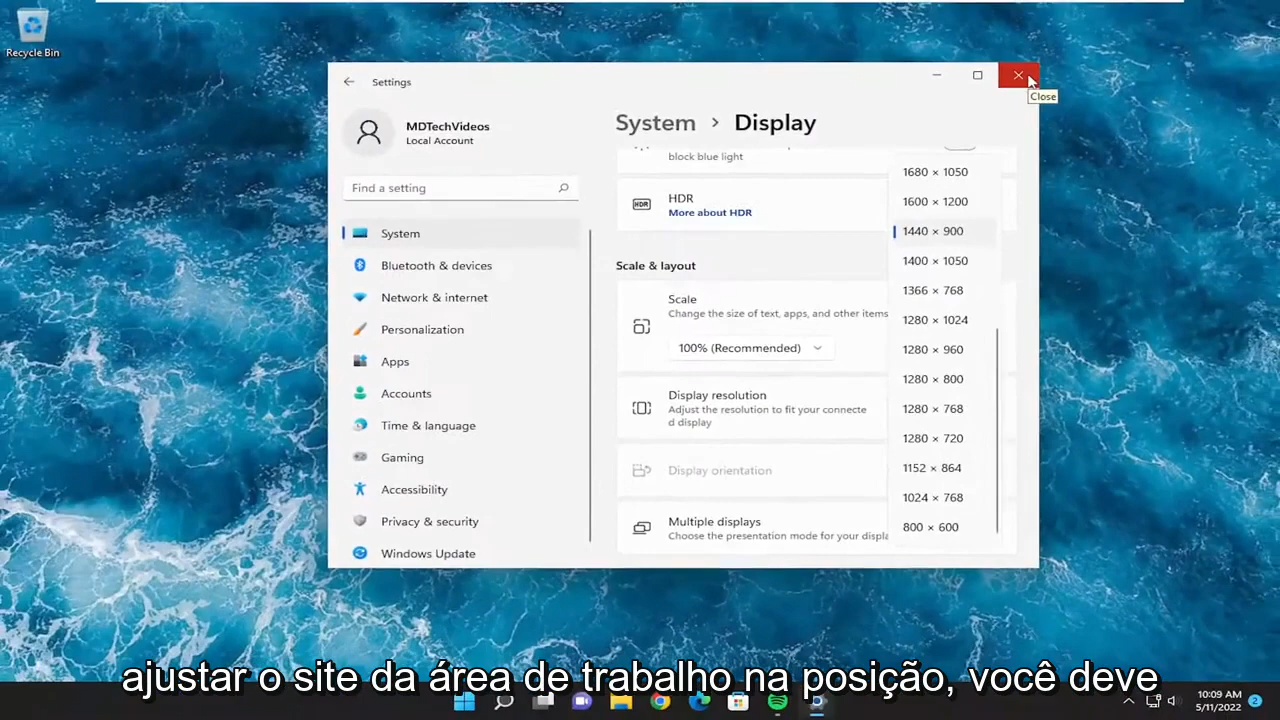 Recycle Bin
Settings
Close
MDTechVideos
Local Account
Find a setting
System
Bluetooth & devices
Network & internet
Personalization
Apps
Accounts
Time & language
Gaming
Accessibility
Privacy & security
Windows Update
System > Display
block blue light
HDR
HDR
More about HDR
Scale & layout
Scale
Change the size of text, apps, and other items
100% (Recommended)
Display resolution
Adjust the resolution to fit your connecte
d display
Display orientation
Multiple displays
Choose the presentation mode for your displa
1680 × 1050
1600 × 1200
1440 × 900
1400 × 1050
1366 × 768
1280 × 1024
1280 × 960
1280 × 800
1280 × 768
1280 × 720
1152 × 864
1024 × 768
800 × 600
ajustar o site da área de trabalho na posição, você deve
10:09 AM
5/11/2022
2